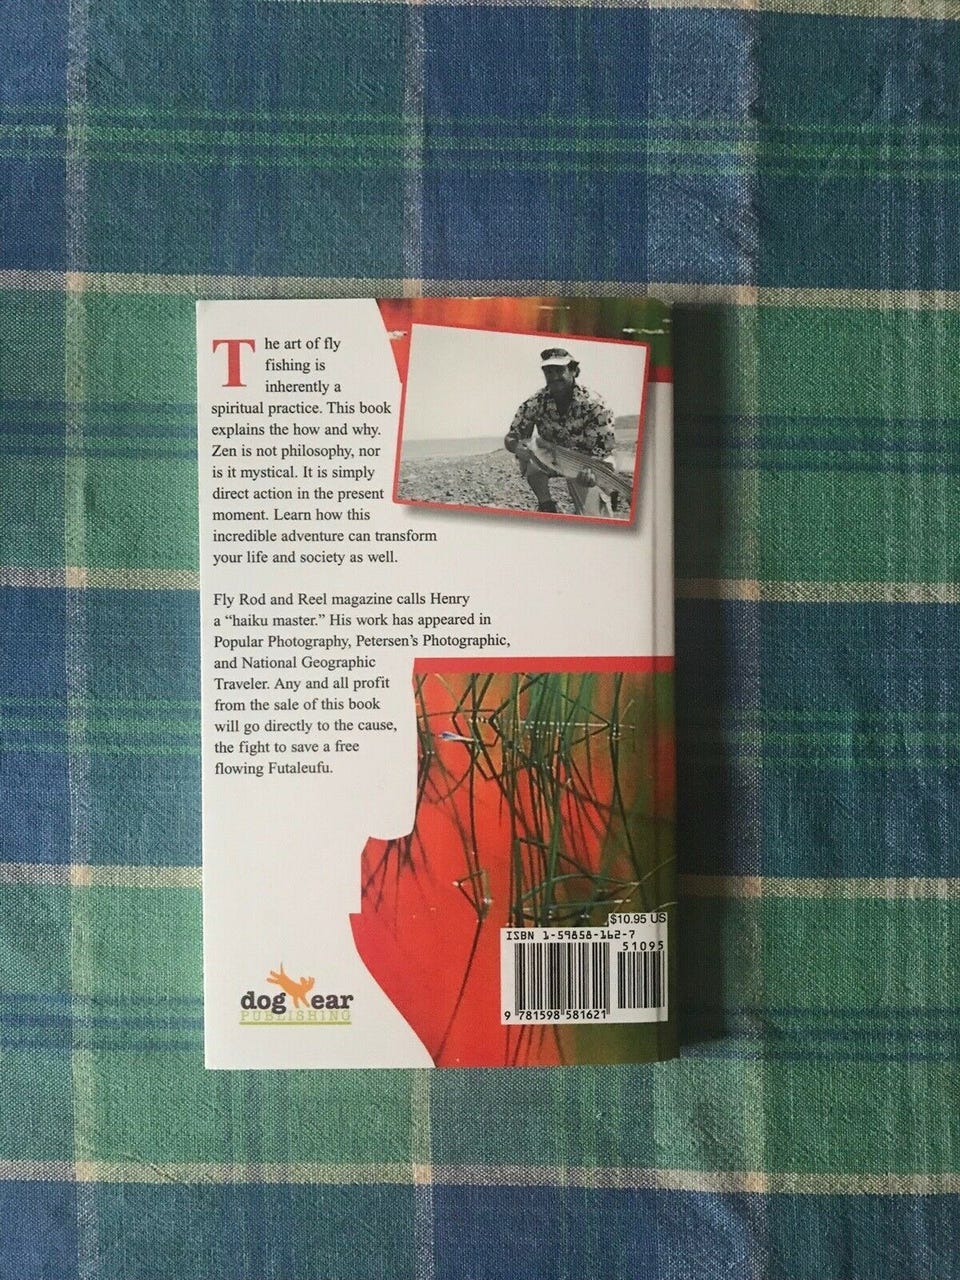 The art of fly
fishing is
inherently a
spiritual practice. This book
explains the how and why.
Zen is not philosophy, nor
is it mystical. It is simply
direct action in the present
moment. Learn how this
incredible adventure can transform
your life and society as well.
Fly Rod and Reel magazine calls Henry
a “haiku master.” His work has appeared in
Popular Photography, Petersen’s Photographic,
and National Geographic
Traveler. Any and all profit
from the sale of this book
will go directly to the cause,
the fight to save a free
flowing Futaleufu.
dog ear
PUBLISHING
$10.95 US
ISBN 1-59858-162-7
51095
9 781598 581621